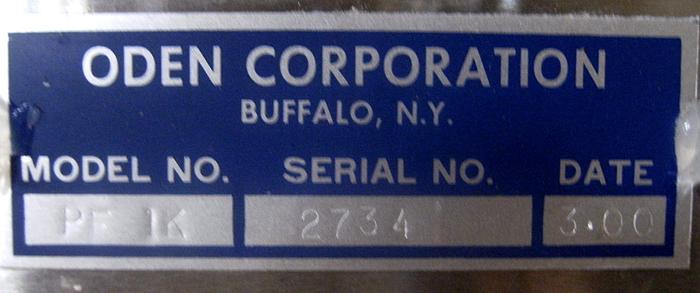 ODEN CORPORATION
BUFFALO, N.Y.
MODEL NO. SERIAL NO. DATE
PF 1K 2734 3.00